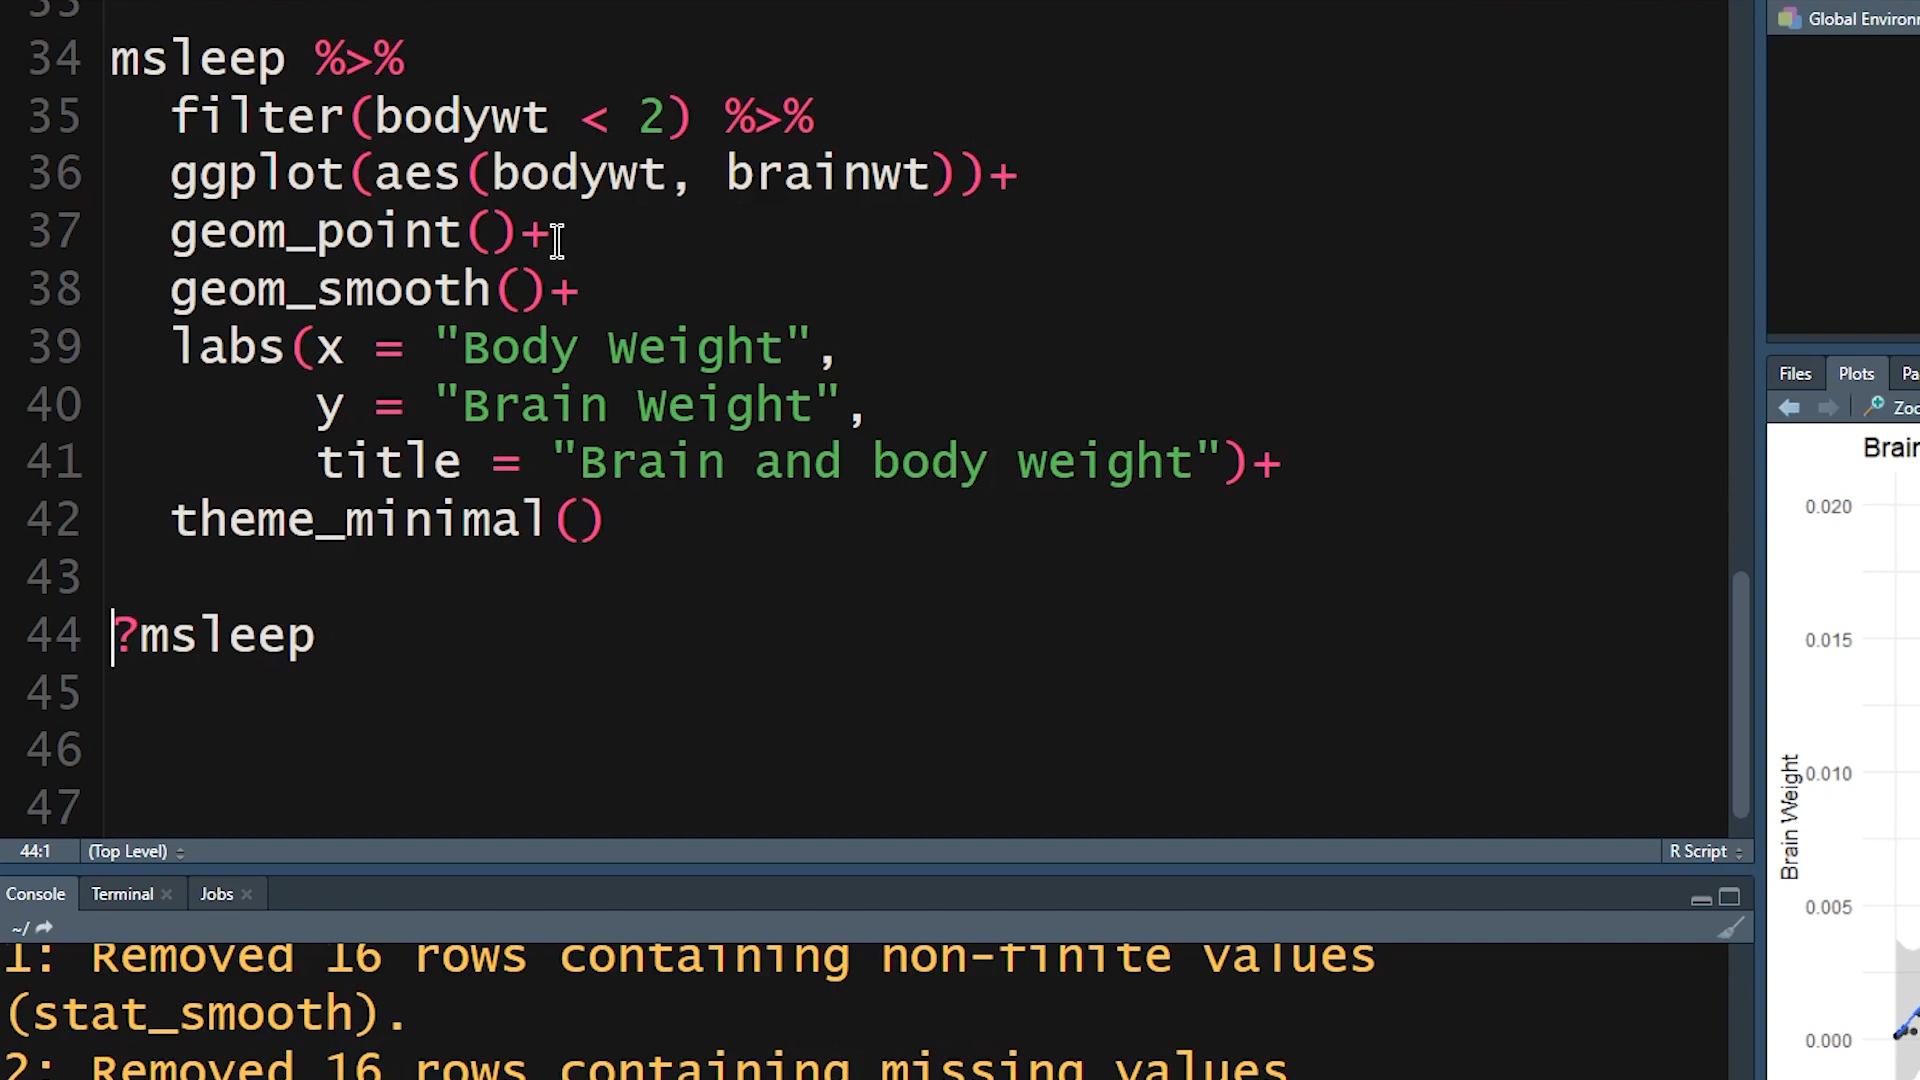 33
34 msleep %>%
35 filter(bodywt < 2) %>%
36 ggplot(aes(bodywt, brainwt))+
37 geom_point()+
38 geom_smooth()+
39 labs(x = "Body Weight",
40 y = "Brain Weight",
41 title = "Brain and body weight")+
42 theme_minimal()
43
44 ?msleep
45
46
47
44:1 (Top Level) R Script
Console Terminal Jobs
~/
1: Removed 16 rows containing non-finite values
(stat_smooth).
2: Removed 16 rows containing missing values
Global Environ
Files Plots Pa
Zoo
Brain
0.020
0.015
0.010
0.005
0.000
Brain Weight